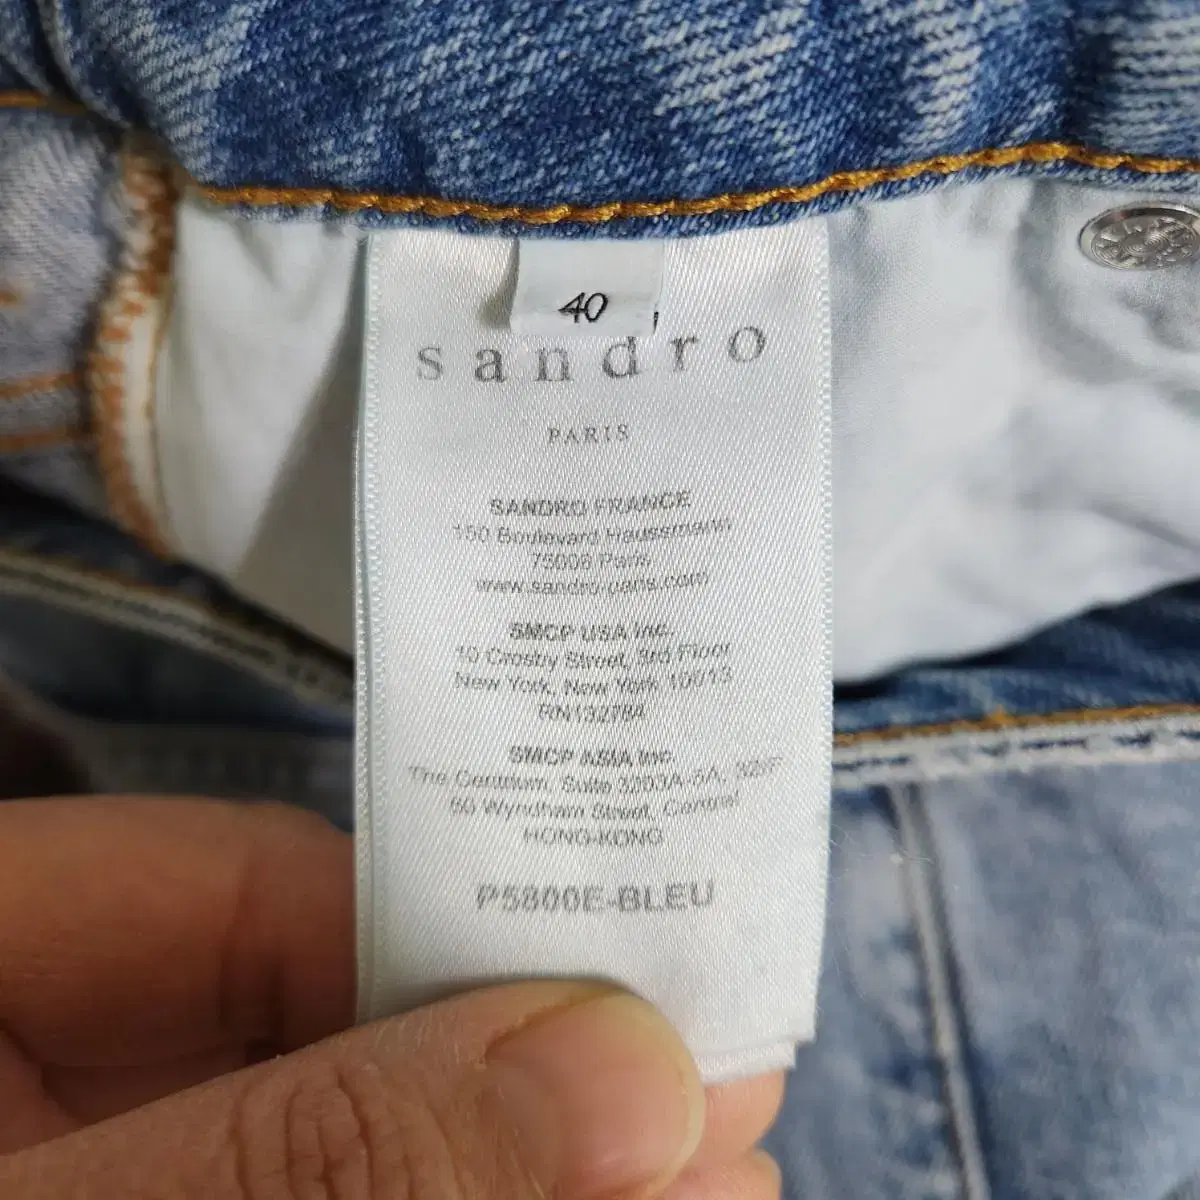 40
sandro
PARIS
SANDRO FRANCE
150 Boulevard Haussmann
75008 Paris
www.sandro-paris.com
SMCP USA Inc.
10 Crosby Street, 3rd Floor
New York, New York 10013
RN132784
SMCP ASIA Inc
The Centrium, Suite 3203A-5A, 32/F
60 Wyndham Street, Central
HONG-KONG
P5800E-BLEU